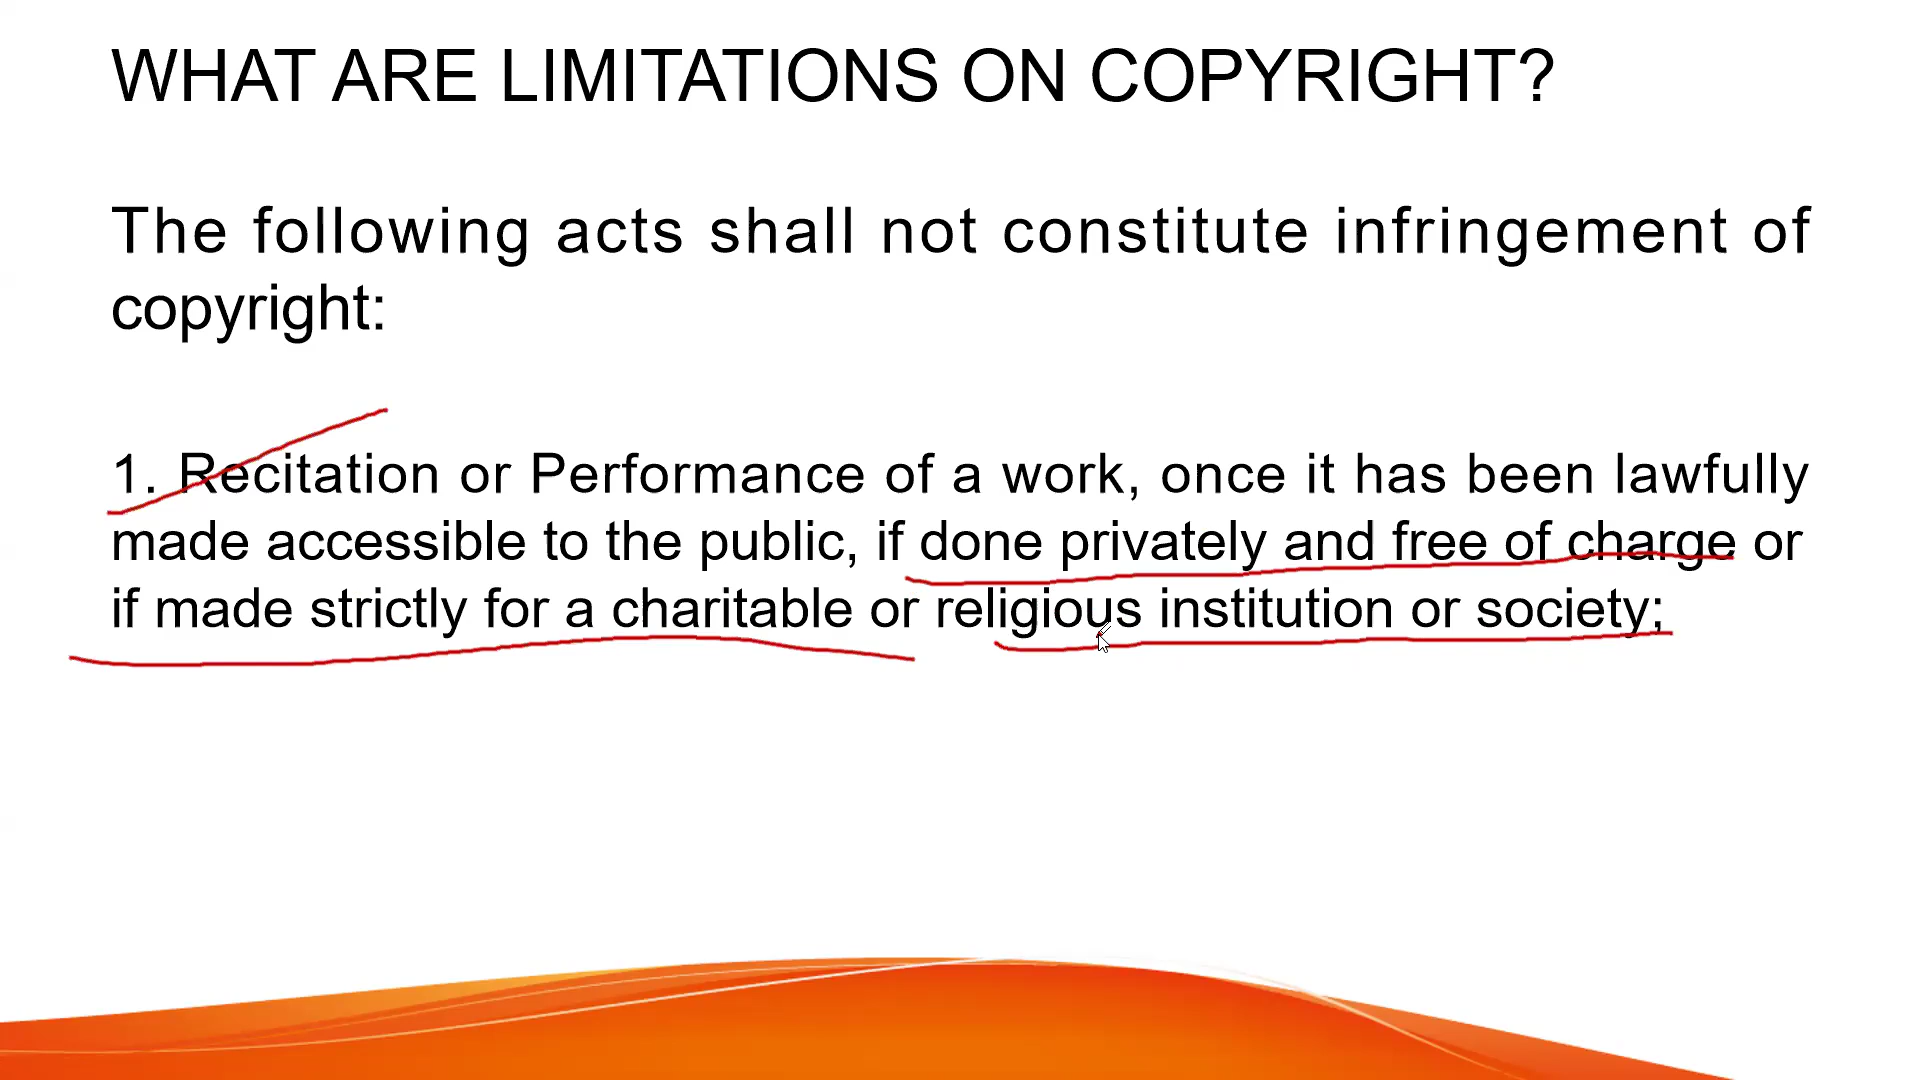 WHAT ARE LIMITATIONS ON COPYRIGHT?
The following acts shall not constitute infringement of
copyright:
1. Recitation or Performance of a work, once it has been lawfully
made accessible to the public, if done privately and free of charge or
if made strictly for a charitable or religious institution or society;